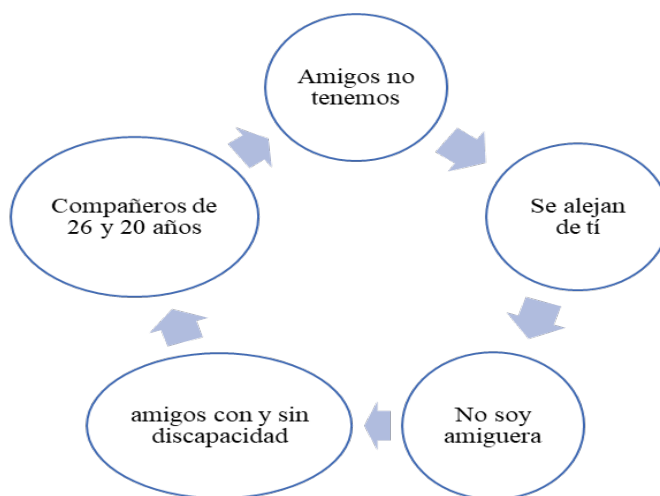 Amigos no
tenemos
Se alejan
de tí
No soy
amiguera
amigos con y sin
discapacidad
Compañeros de
26 y 20 años